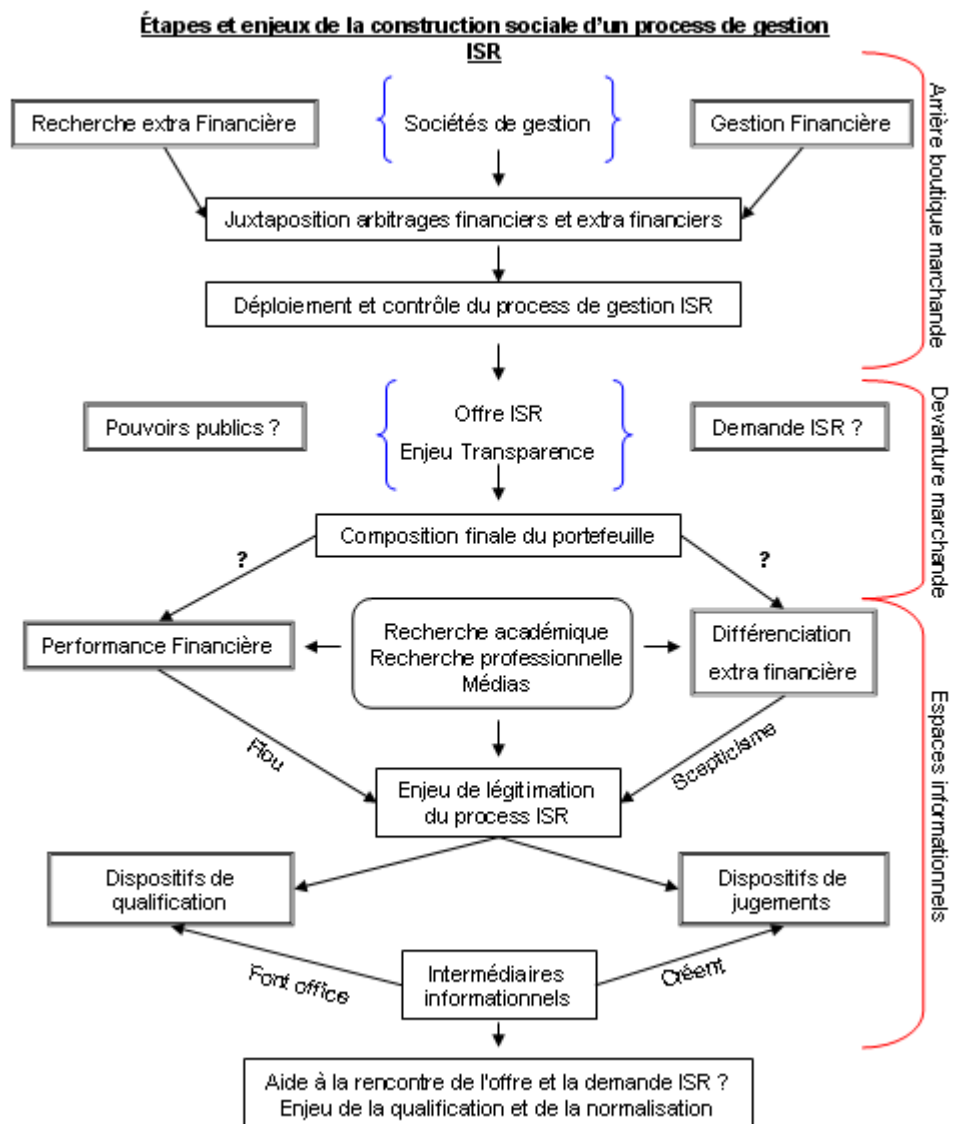 Étapes et enjeux de la construction sociale d'un process de gestion
ISR
Recherche extra Financière
Sociétés de gestion
Gestion Financière
Arrière boutique marchande
Juxtaposition arbitrages financiers et extra financiers
Déploiement et contrôle du process de gestion ISR
Pouvoirs publics ?
Offre ISR
Enjeu Transparence
Demande ISR ?
Devanture marchande
Composition finale du portefeuille
?
?
Performance Financière
Recherche académique
Recherche professionnelle
Médias
Différenciation
extra financière
Espaces informationnels
Flou
Scepticisme
Enjeu de légitimation
du process ISR
Dispositifs de
qualification
Dispositifs de
jugements
Font office
Intermédiaires
informationnels
Créent
Aide à la rencontre de l'offre et la demande ISR ?
Enjeu de la qualification et de la normalisation